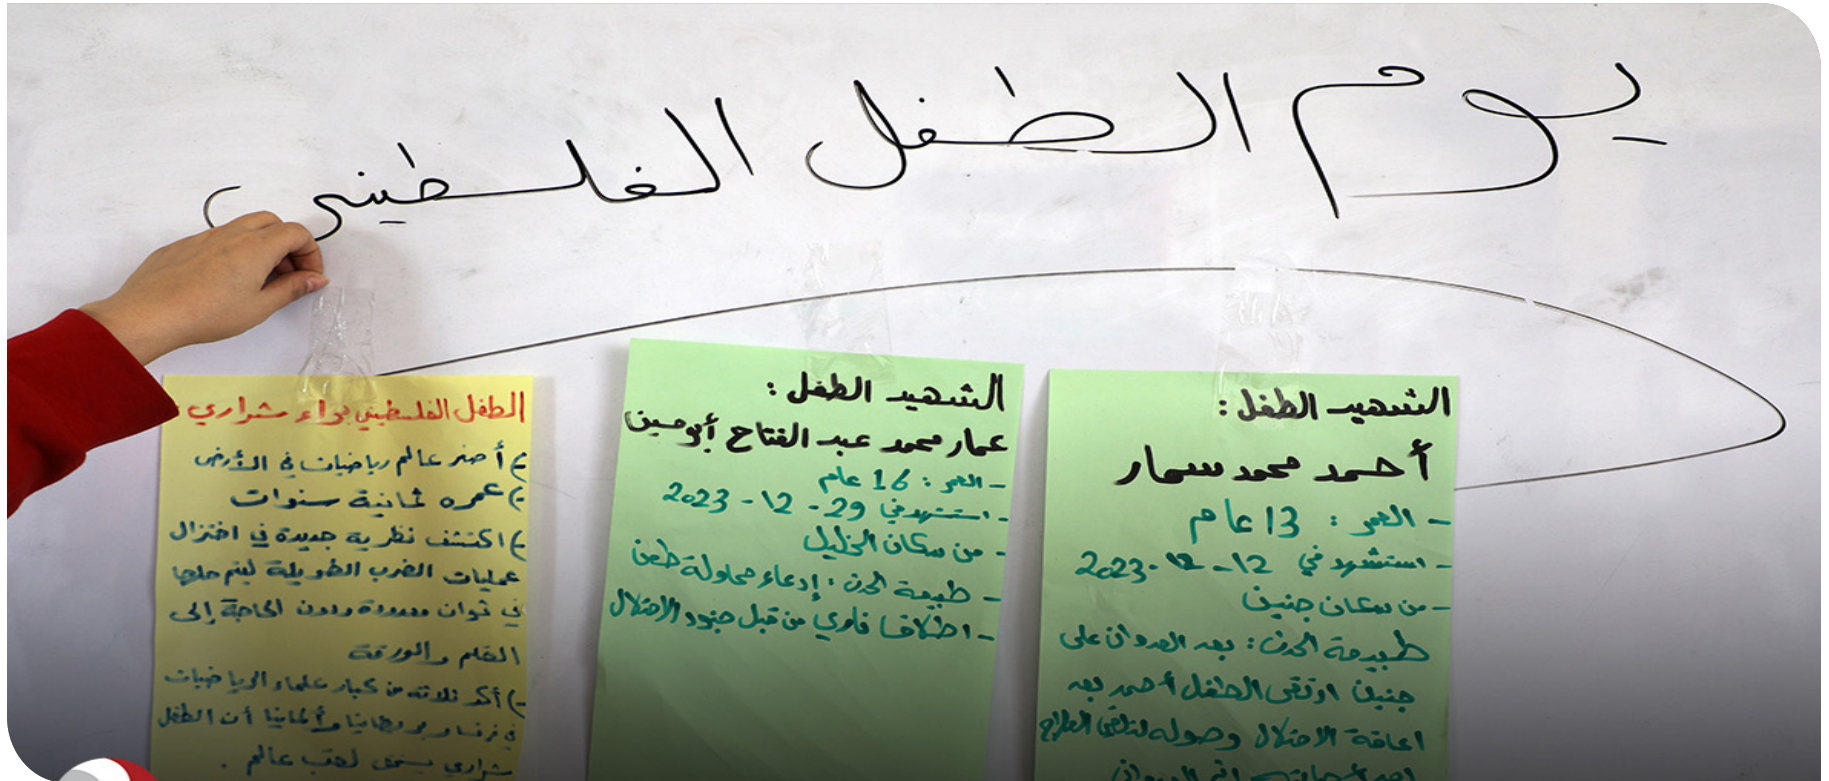 يوم الطفل الفلسطيني
الشهيد الطفل :
أحمد محمد سمار
- العمر : 13 عام
- استشهد في 12 - 12 - 2023
- من سكان جنين
طبيعة الحدث : بعد العدوان على
جنين ارتقى الطفل أحمد بعد
اعاقة الاحتلال وصوله لتلقي العلاج
الشهيد الطفل :
عمار محمد عبد الفتاح أبو حسين
- العمر : 16 عام
- استشهد في 29 - 12 - 2023
- من سكان الخليل
- طبيعة الحدث : إدعاء محاولة طعن
- اطلاق ناري من قبل جنود الاحتلال
الطفل الفلسطيني براء شراري :
- أصغر عالم رياضيات في الأرض
- عمره ثمانية سنوات
- اكتشف نظرية جديدة في اختزال
عمليات الضرب الطويلة ليتم حلها
في ثوان معدودة ودون الحاجة إلى
القلم والورقة
- أكد ثلاثة من كبار علماء الرياضيات
في فرنسا وبريطانيا وألمانيا أن الطفل
شراري يستحق لقب عالم .